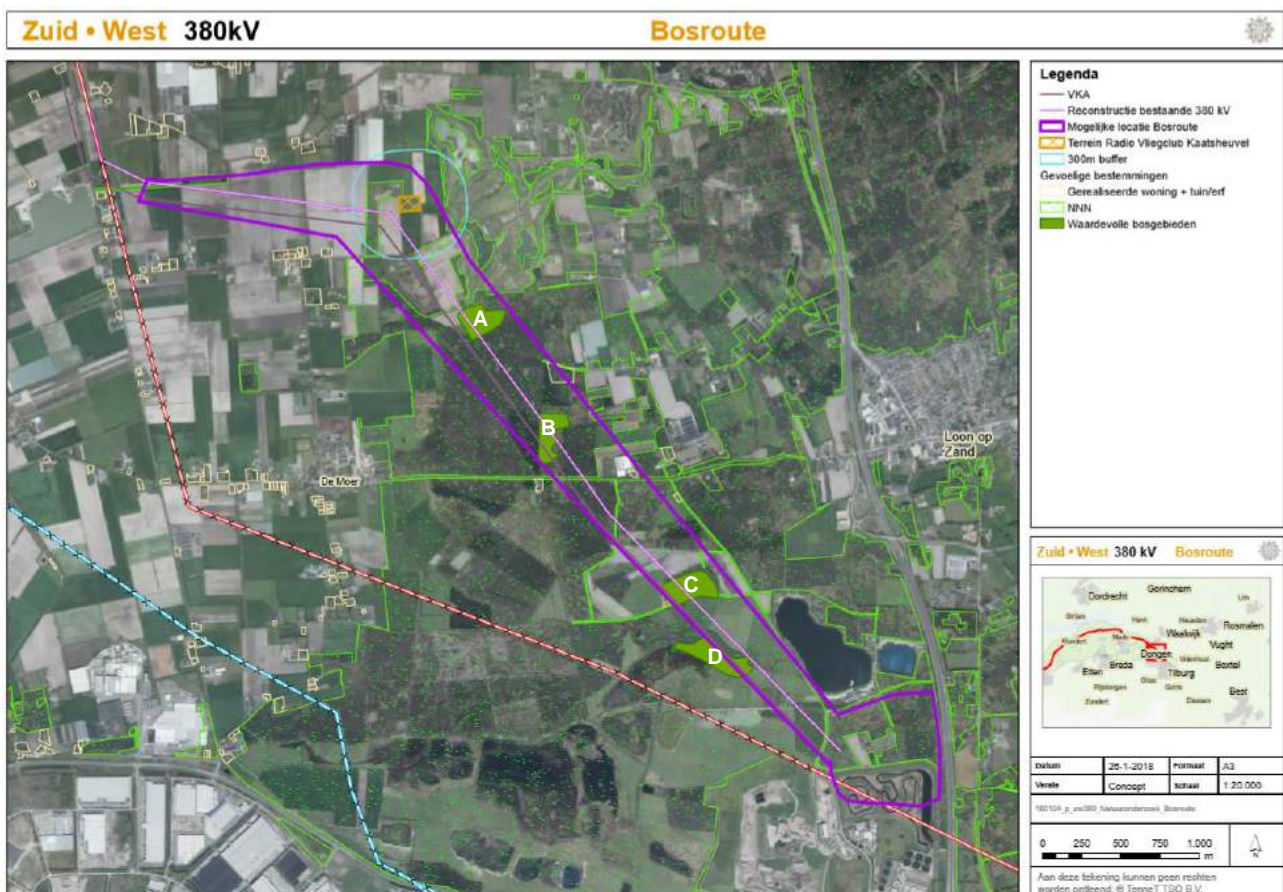 Zuid • West 380kV
Bosroute
Legenda
VKA
Reconstructie bestaande 380 kV
Mogelijke locatie Bosroute
Terrein Radio Vliegclub Kaatsheuvel
300m buffer
Gevoelige bestemmingen
Gerealiseerde woning + tuin/erf
NNN
Waardevolle bosgebieden
A
B
C
D
De Moer
Loon op
Zand
Zuid • West 380 kV Bosroute
Dordrecht
Gorinchem
Lith
Rosmalen
Waalwijk
Vught
Dongen
Boxtel
Etten
Breda
Tilburg
Best
Zundert
Datum 26-1-2018 Formaat A3
Versie Concept Schaal 1:20.000
0 250 500 750 1.000
m
N
Aan deze tekening kunnen geen rechten
worden ontleend. © TenneT TSO B.V.